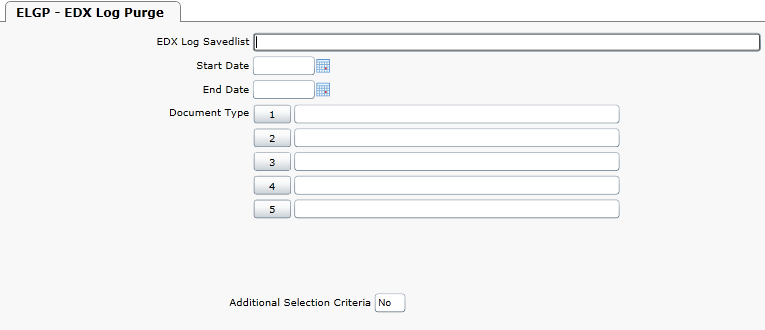 ELGP - EDX Log Purge
EDX Log Savedlist
Start Date
End Date
Document Type 1
2
3
4
5
Additional Selection Criteria No